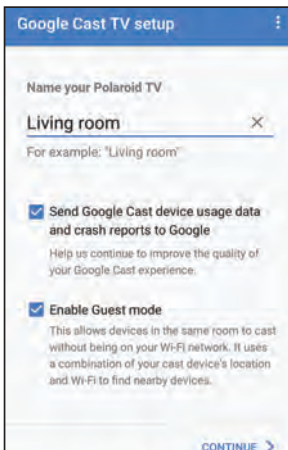 Google Cast TV setup
Name your Polaroid TV
Living room
For example: "Living room"
Send Google Cast device usage data
and crash reports to Google
Help us continue to improve the quality of
your Google Cast experience.
Enable Guest mode
This allows devices in the same room to cast
without being on your Wi-Fi network. It uses
a combination of your cast device's location
and Wi-Fi to find nearby devices.
CONTINUE